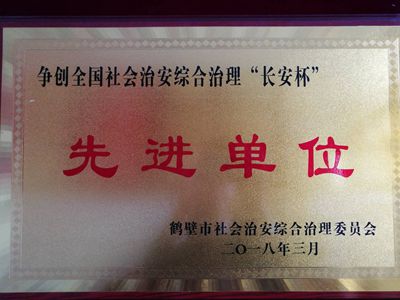 争创全国社会治安综合治理“长安杯”
先进单位
鹤壁市社会治安综合治理委员会
二〇一八年三月